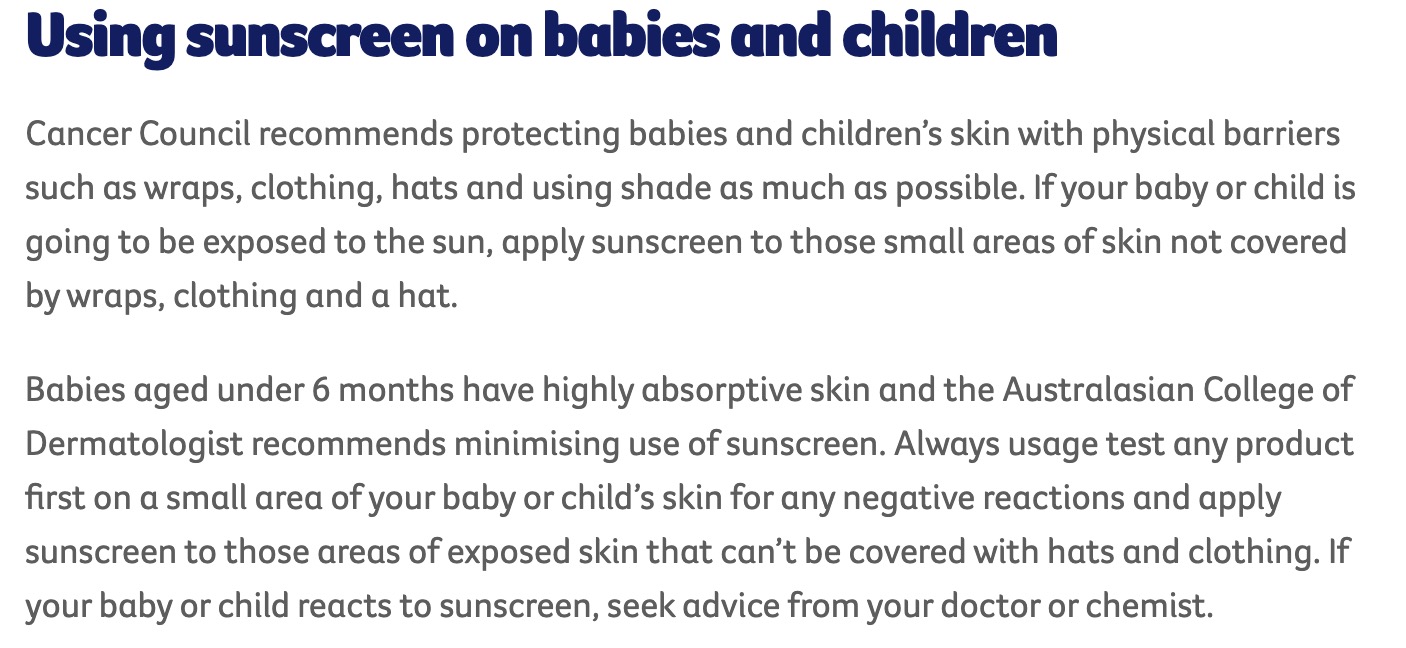 Using sunscreen on babies and children
Cancer Council recommends protecting babies and children’s skin with physical barriers
such as wraps, clothing, hats and using shade as much as possible. If your baby or child is
going to be exposed to the sun, apply sunscreen to those small areas of skin not covered
by wraps, clothing and a hat.
Babies aged under 6 months have highly absorptive skin and the Australasian College of
Dermatologist recommends minimising use of sunscreen. Always usage test any product
first on a small area of your baby or child’s skin for any negative reactions and apply
sunscreen to those areas of exposed skin that can’t be covered with hats and clothing. If
your baby or child reacts to sunscreen, seek advice from your doctor or chemist.